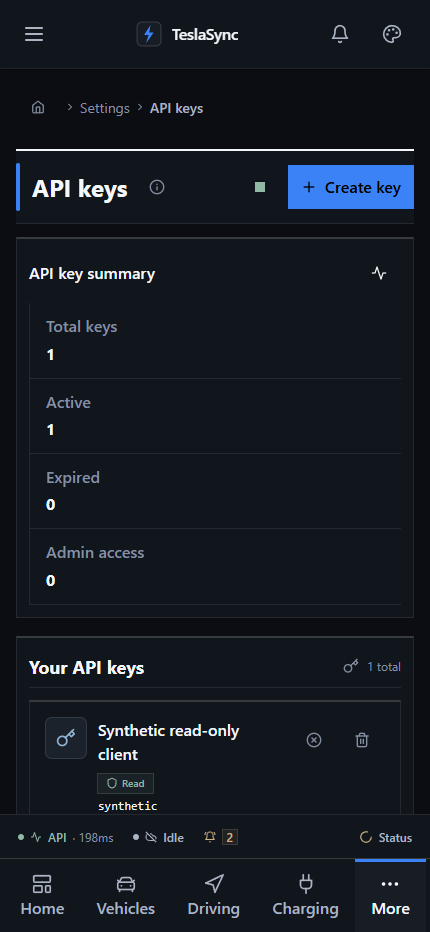 TeslaSync
Settings
API keys
API keys
Create key
API key summary
Total keys
1
Active
1
Expired
0
Admin access
0
Your API keys
1 total
Synthetic read-only
client
Read
synthetic
API · 198ms
Idle
2
Status
Home
Vehicles
Driving
Charging
More